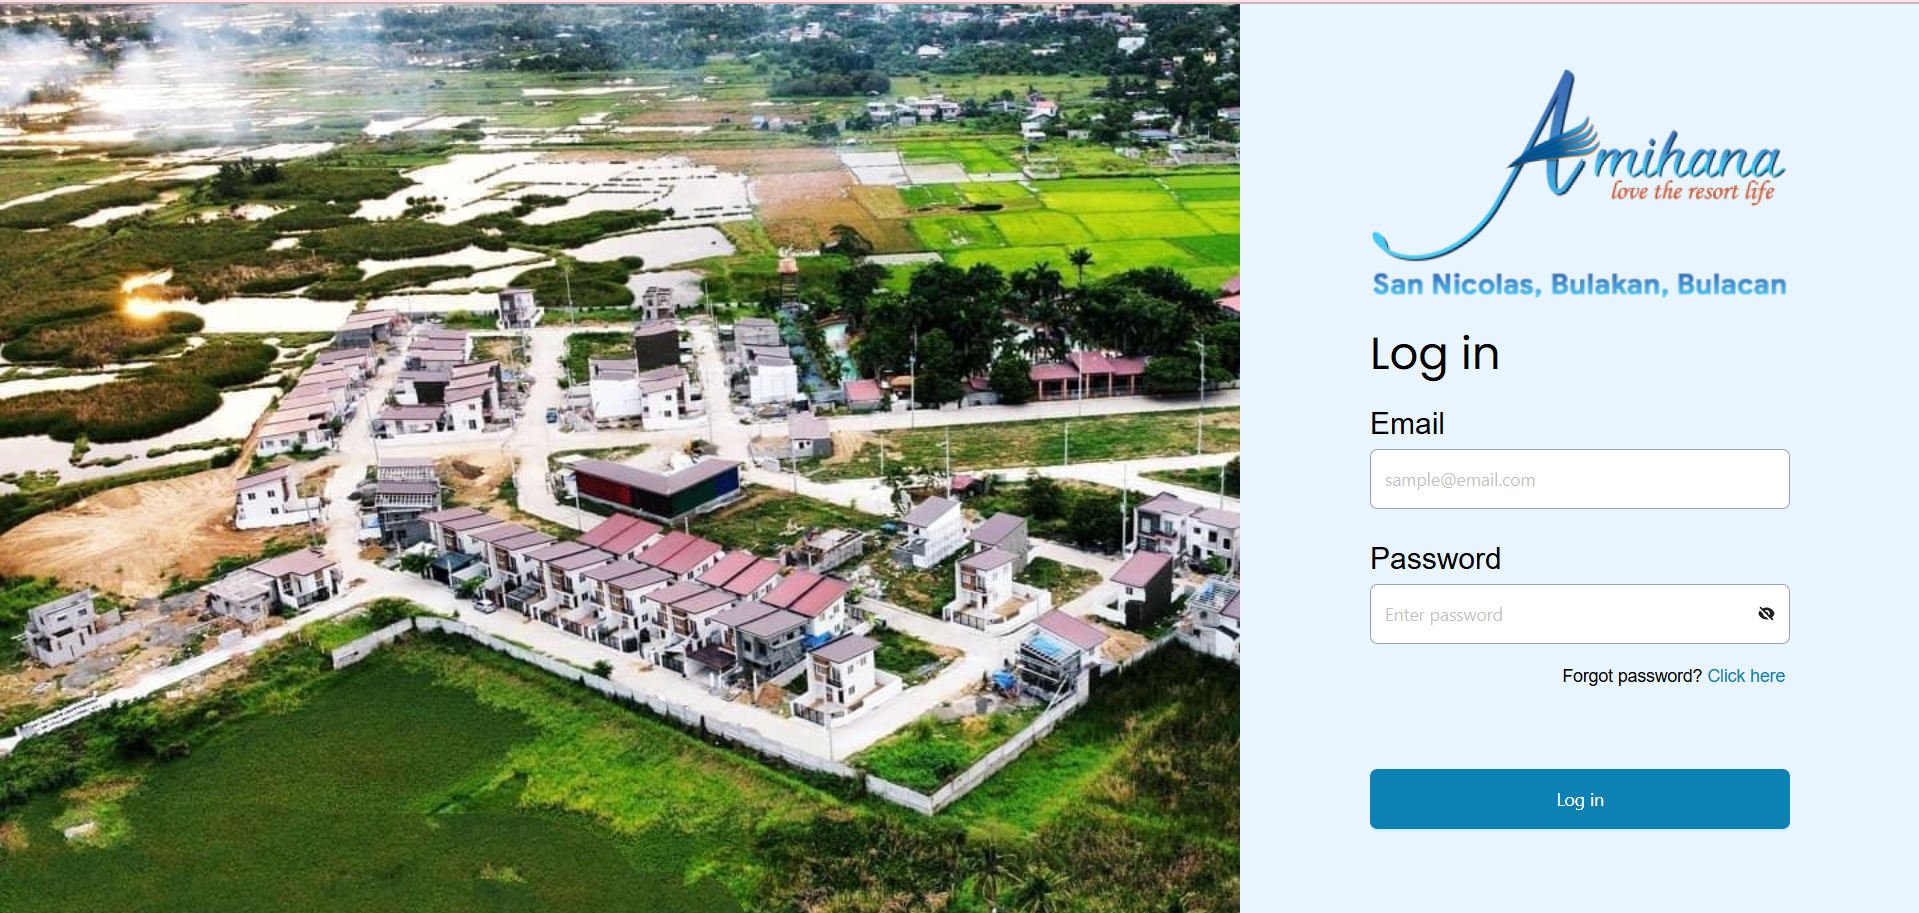 Amihana
love the resort life
San Nicolas, Bulakan, Bulacan
Log in
Email
sample@email.com
Password
Enter password
Forgot password? Click here
Log in